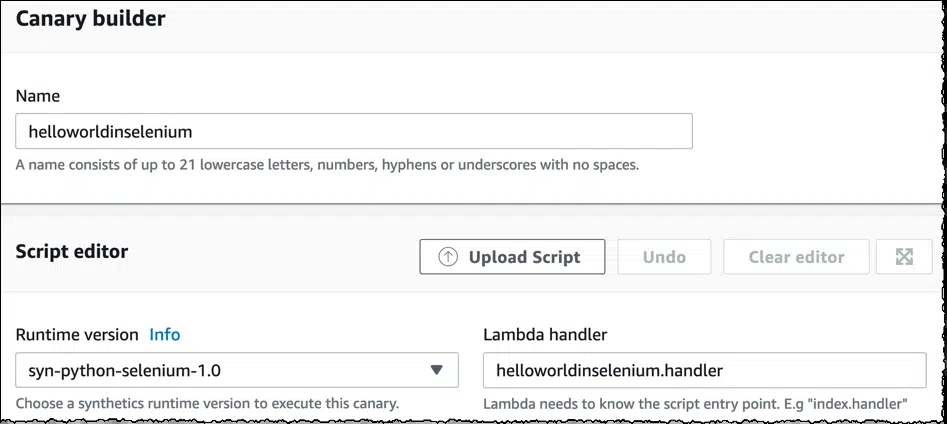 Canary builder
Name
helloworldinselenium
A name consists of up to 21 lowercase letters, numbers, hyphens or underscores with no spaces.
Script editor
Upload Script
Undo
Clear editor
Runtime version Info
Lambda handler
syn-python-selenium-1.0
helloworldinselenium.handler
Choose a synthetics runtime version to execute this canary.
Lambda needs to know the script entry point. E.g "index.handler"